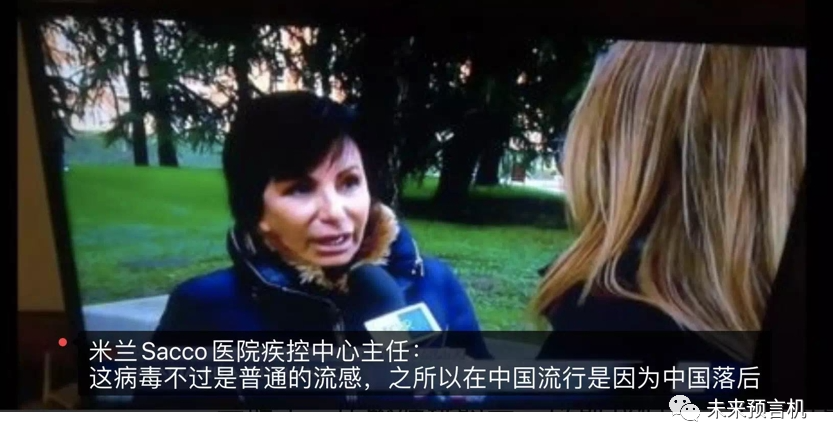 米兰Sacco医院疾控中心主任：
这病毒不过是普通的流感，之所以在中国流行是因为中国落后
未来预言机